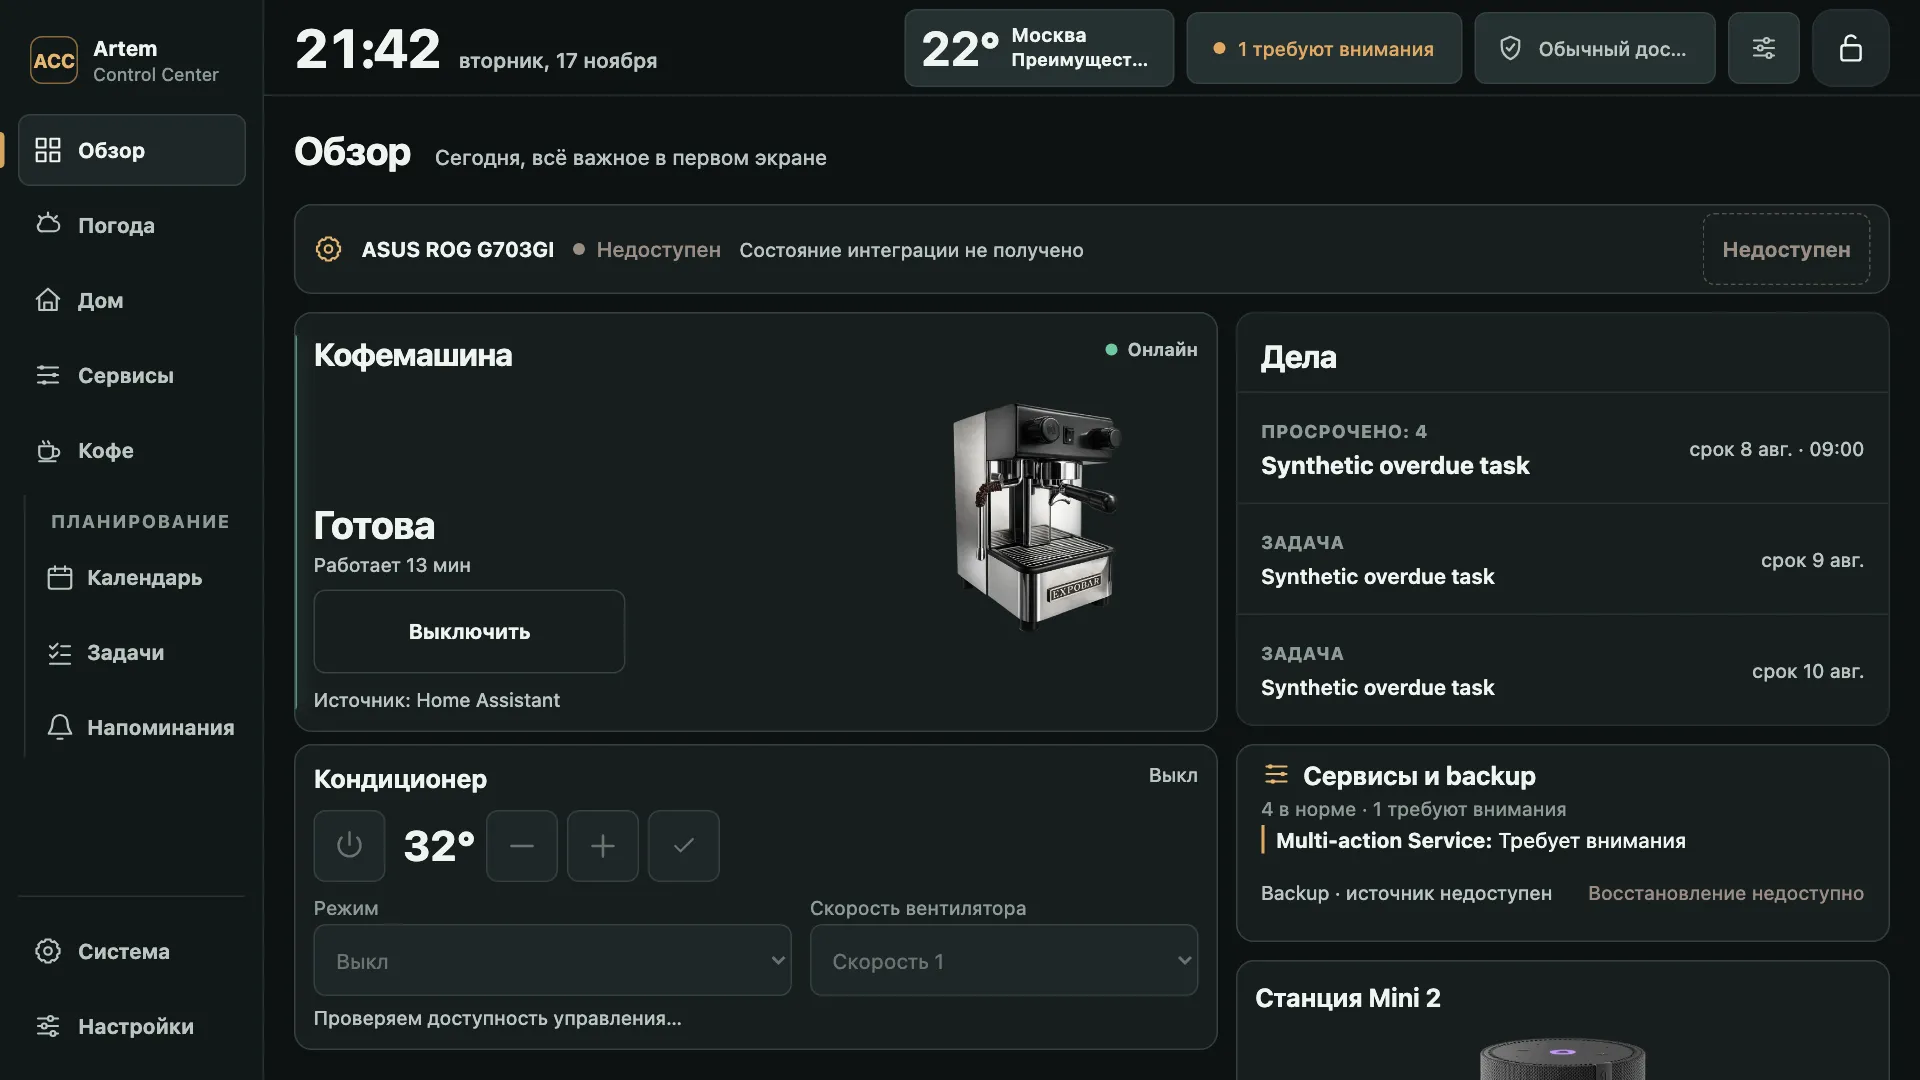 ACC
Artem
Control Center
Обзор
Погода
Дом
Сервисы
Кофе
ПЛАНИРОВАНИЕ
Календарь
Задачи
Напоминания
Система
Настройки
21:42 вторник, 17 ноября
22° Москва
Преимущест...
1 требуют внимания
Обычный дос...
Обзор Сегодня, всё важное в первом экране
ASUS ROG G703GI Недоступен Состояние интеграции не получено Недоступен
Кофемашина Онлайн
EXPOBAR
Готова
Работает 13 мин
Выключить
Источник: Home Assistant
Кондиционер Выкл
32°
Режим Скорость вентилятора
Выкл Скорость 1
Проверяем доступность управления...
Дела
ПРОСРОЧЕНО: 4
Synthetic overdue task срок 8 авг. · 09:00
ЗАДАЧА
Synthetic overdue task срок 9 авг.
ЗАДАЧА
Synthetic overdue task срок 10 авг.
Сервисы и backup
4 в норме · 1 требуют внимания
Multi-action Service: Требует внимания
Backup · источник недоступен Восстановление недоступно
Станция Mini 2